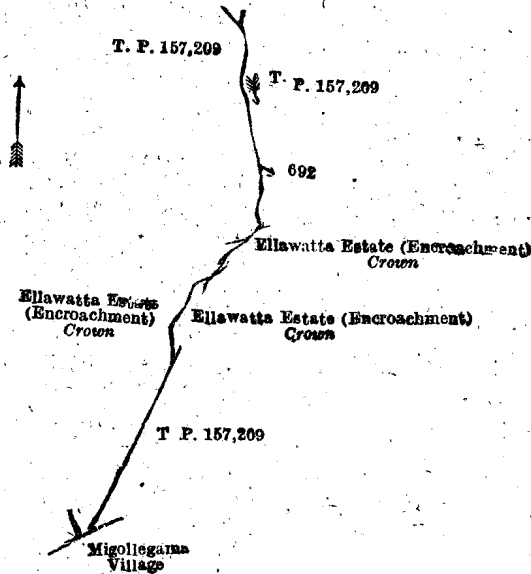 T. P. 157,209
T. P. 157,209
692
Ellawatta Estate (Encroachment)
Crown
Ellawatta Estate
(Encroachment)
Crown
Ellawatta Estate (Encroachment)
Crown
T P. 157,209
Migollegama
Village